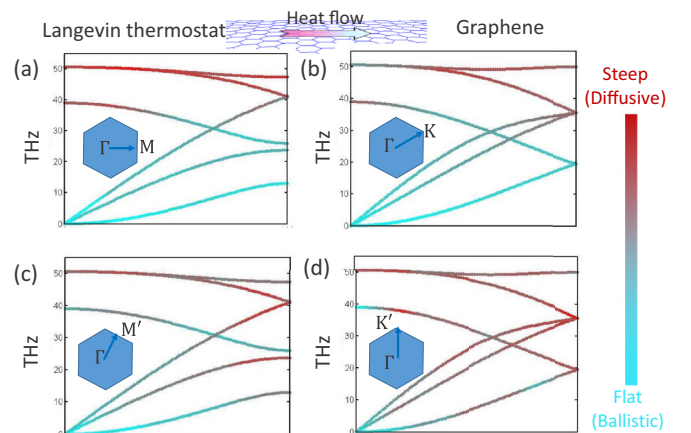 Langevin thermostat
Heat flow
Graphene
(a)
(b)
THz
50
40
30
20
10
0
Γ
M
THz
50
40
30
20
10
0
Γ
K
Steep
(Diffusive)
(c)
(d)
THz
50
40
30
20
10
0
Γ
M′
THz
50
40
30
20
10
0
Γ
K′
Flat
(Ballistic)